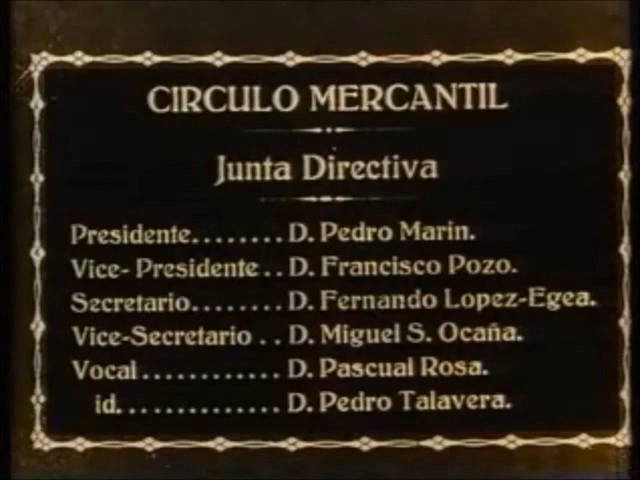 CIRCULO MERCANTIL
Junta Directiva
Presidente........D. Pedro Marin.
Vice-Presidente..D. Francisco Pozo.
Secretario........D. Fernando Lopez-Egea.
Vice-Secretario..D. Miguel S. Ocaña.
Vocal............D. Pascual Rosa.
id..............D. Pedro Talavera.